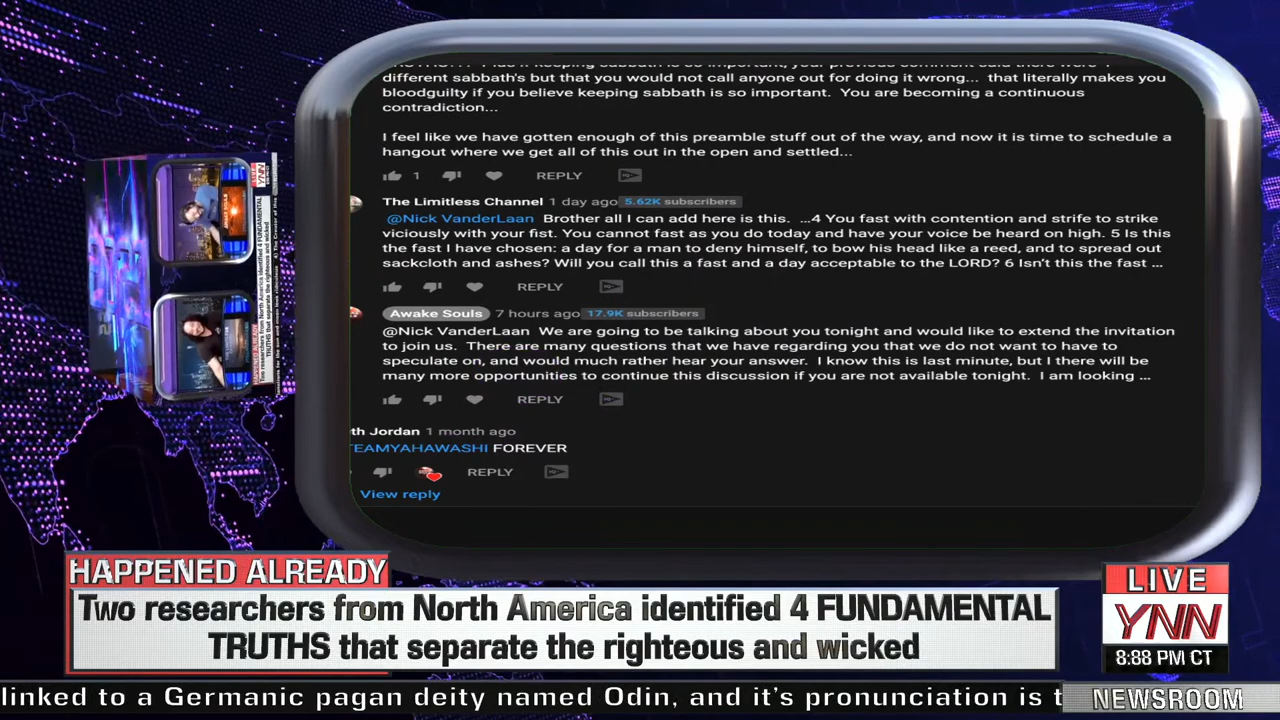 different sabbath's but that you would not call anyone out for doing it wrong... that literally makes you
bloodguilty if you believe keeping sabbath is so important. You are becoming a continuous
contradiction...
I feel like we have gotten enough of this preamble stuff out of the way, and now it is time to schedule a
hangout where we get all of this out in the open and settled...
1 REPLY
The Limitless Channel 1 day ago 5.62K subscribers
@Nick VanderLaan Brother all I can add here is this. ...4 You fast with contention and strife to strike
viciously with your fist. You cannot fast as you do today and have your voice be heard on high. 5 Is this
the fast I have chosen: a day for a man to deny himself, to bow his head like a reed, and to spread out
sackcloth and ashes? Will you call this a fast and a day acceptable to the LORD? 6 Isn't this the fast ...
REPLY
Awake Souls 7 hours ago 17.9K subscribers
@Nick VanderLaan We are going to be talking about you tonight and would like to extend the invitation
to join us. There are many questions that we have regarding you that we do not want to have to
speculate on, and would much rather hear your answer. I know this is last minute, but I there will be
many more opportunities to continue this discussion if you are not available tonight. I am looking ...
REPLY
th Jordan 1 month ago
TEAMYAHAWASHI FOREVER
REPLY
View reply
HAPPENED ALREADY
Two researchers from North America identified 4 FUNDAMENTAL
TRUTHS that separate the righteous and wicked
LIVE
YNN
8:88 PM CT
linked to a Germanic pagan deity named Odin, and it's pronunciation is t
NEWSROOM